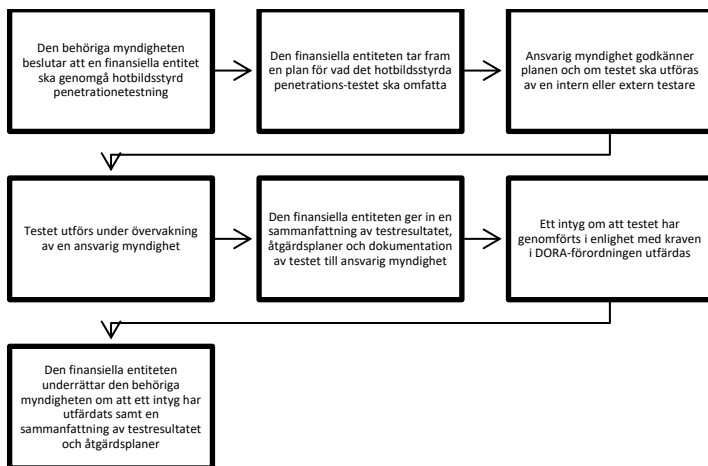 Den behöriga myndigheten
beslutar att en finansiell entitet
ska genomgå hotbildsstyrd
penetrationetestning
Den finansiella entiteten tar fram
en plan för vad det hotbildsstyrda
penetrations-testet ska omfatta
Ansvarig myndighet godkänner
planen och om testet ska utföras
av en intern eller extern testare
Testet utförs under övervakning
av en ansvarig myndighet
Den finansiella entiteten ger in en
sammanfattning av testresultatet,
åtgärdsplaner och dokumentation
av testet till ansvarig myndighet
Ett intyg om att testet har
genomförts i enlighet med kraven
i DORA-förordningen utfärdas
Den finansiella entiteten
underrättar den behöriga
myndigheten om att ett intyg har
utfärdats samt en
sammanfattning av testresultatet
och åtgärdsplaner